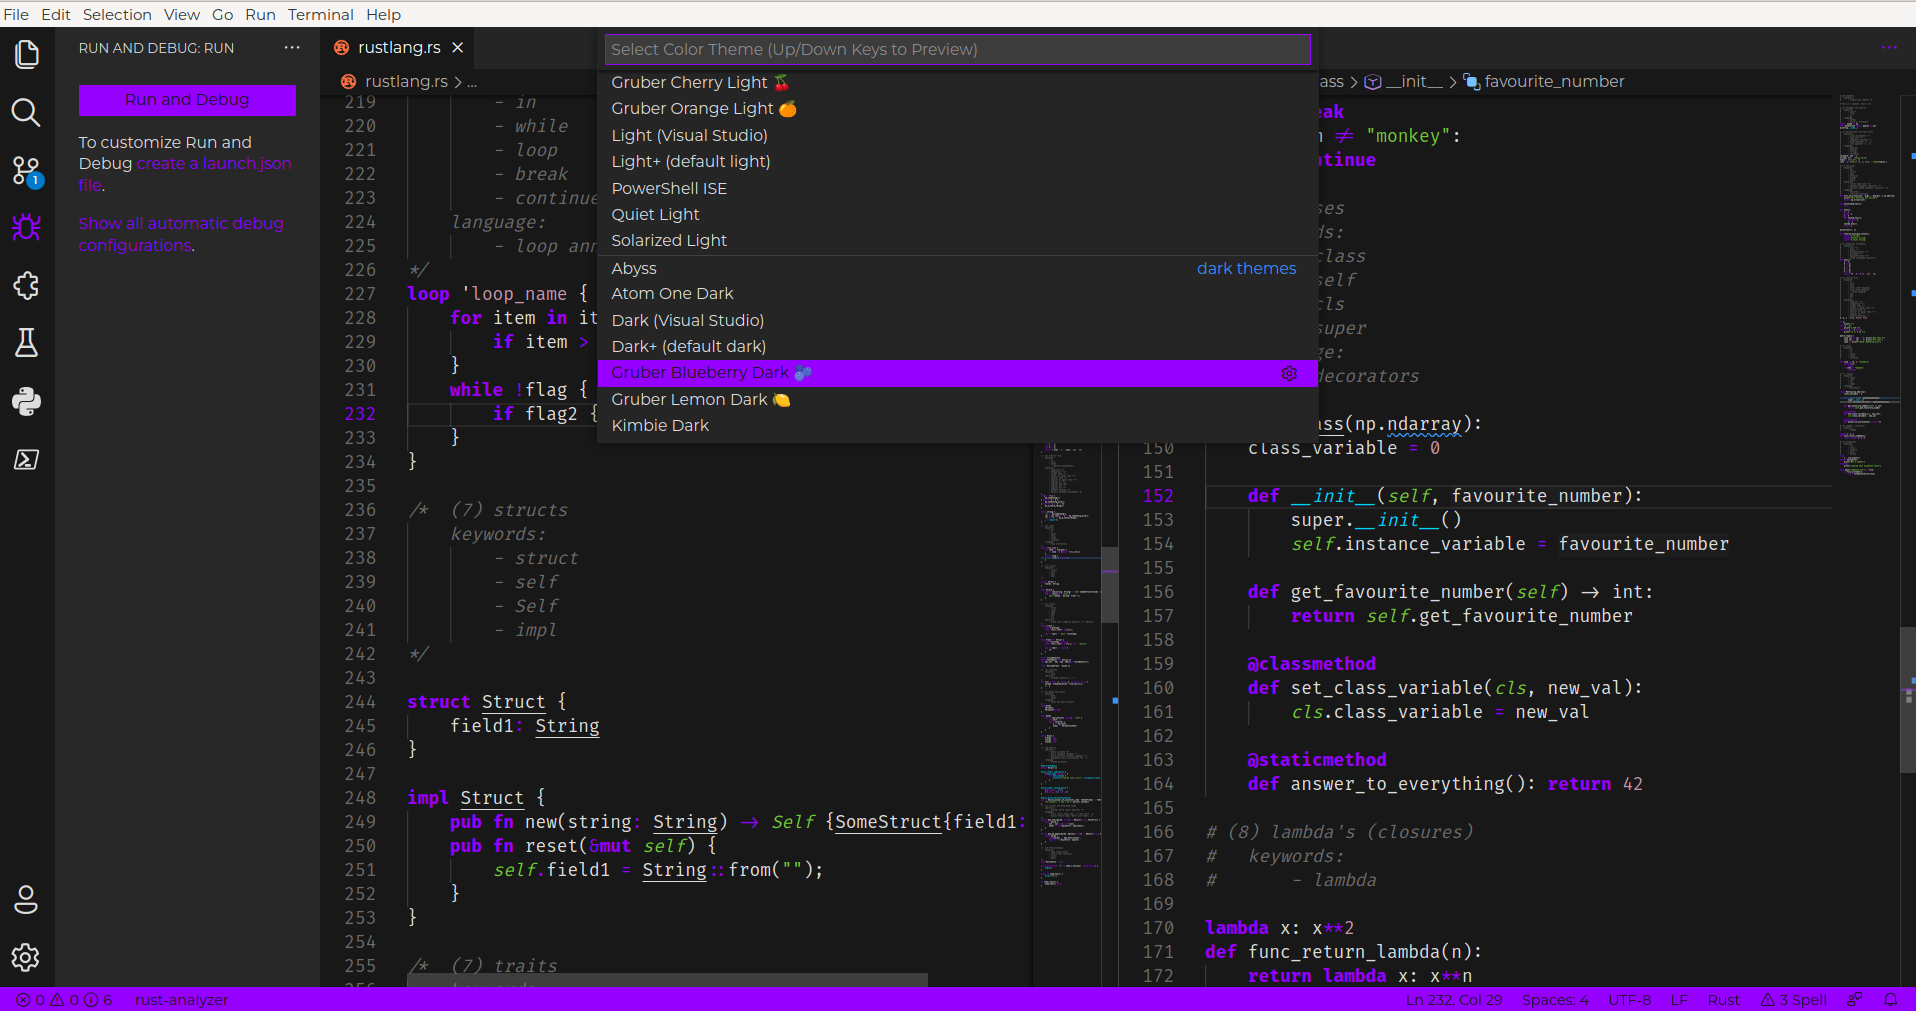 File Edit Selection View Go Run Terminal Help
RUN AND DEBUG: RUN ...
Run and Debug
To customize Run and
Debug create a launch.json
file.
Show all automatic debug
configurations.
1
rustlang.rs
rustlang.rs > ...
219 - in
220 - while
221 - loop
222 - break
223 - continue
224 language:
225 - loop ann
226 */
227 loop 'loop_name {
228 for item in it
229 if item >
230 }
231 while !flag {
232 if flag2 {
233 }
234 }
235
236 /* (7) structs
237 keywords:
238 - struct
239 - self
240 - Self
241 - impl
242 */
243
244 struct Struct {
245 field1: String
246 }
247
248 impl Struct {
249 pub fn new(string: String) → Self {SomeStruct{field1:
250 pub fn reset(&mut self) {
251 self.field1 = String::from("");
252 }
253 }
254
255 /* (7) traits
Select Color Theme (Up/Down Keys to Preview)
Gruber Cherry Light 🍒
Gruber Orange Light 🍊
Light (Visual Studio)
Light+ (default light)
PowerShell ISE
Quiet Light
Solarized Light
Abyss dark themes
Atom One Dark
Dark (Visual Studio)
Dark+ (default dark)
Gruber Blueberry Dark 🫐
Gruber Lemon Dark 🍋
Kimbie Dark
ass > __init__ > favourite_number
eak
≠ "monkey":
ntinue
ses
ds:
class
self
cls
super
ge:
decorators
ass(np.ndarray):
150 class_variable = 0
151
152 def __init__(self, favourite_number):
153 super.__init__()
154 self.instance_variable = favourite_number
155
156 def get_favourite_number(self) → int:
157 return self.get_favourite_number
158
159 @classmethod
160 def set_class_variable(cls, new_val):
161 cls.class_variable = new_val
162
163 @staticmethod
164 def answer_to_everything(): return 42
165
166 # (8) lambda's (closures)
167 # keywords:
168 # - lambda
169
170 lambda x: x**2
171 def func_return_lambda(n):
172 return lambda x: x**n
0 0 6 rust-analyzer Ln 232, Col 29 Spaces: 4 UTF-8 LF Rust 3 Spell